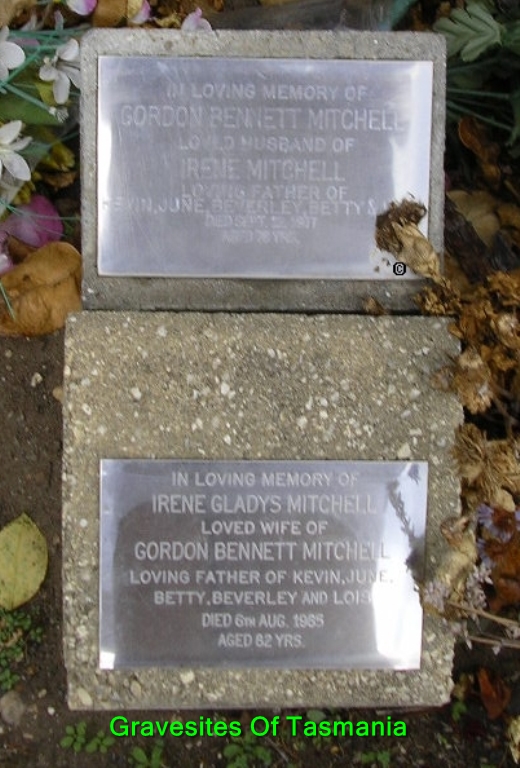 IN LOVING MEMORY OF
GORDON BENNETT MITCHELL
LOVED HUSBAND OF
IRENE MITCHELL
LOVING FATHER OF
KEVIN, JUNE, BEVERLEY, BETTY &
DIED SEPT.
AGED YRS.
©
IN LOVING MEMORY OF
IRENE GLADYS MITCHELL
LOVED WIFE OF
GORDON BENNETT MITCHELL
LOVING FATHER OF KEVIN, JUNE,
BETTY, BEVERLEY AND LOIS
DIED 6TH AUG. 1985
AGED 82 YRS.
Gravesites Of Tasmania